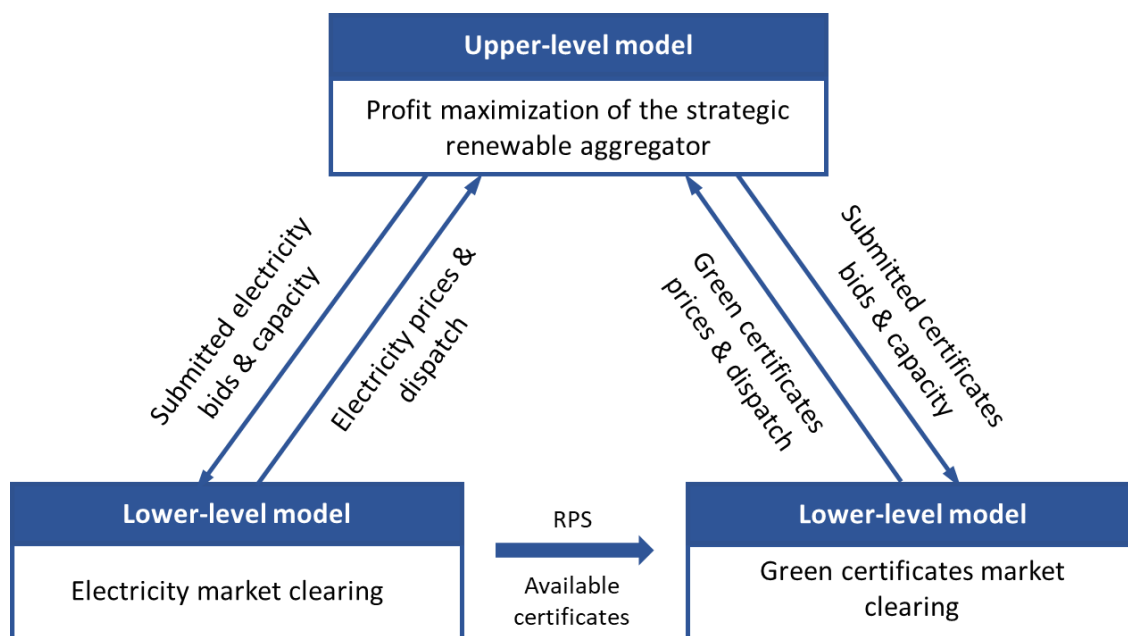 Upper-level model
Profit maximization of the strategic
renewable aggregator
Submitted electricity
bids & capacity
Electricity prices &
dispatch
Green certificates
prices & dispatch
Submitted certificates
bids & capacity
Lower-level model
Electricity market clearing
RPS
Available
certificates
Lower-level model
Green certificates market
clearing